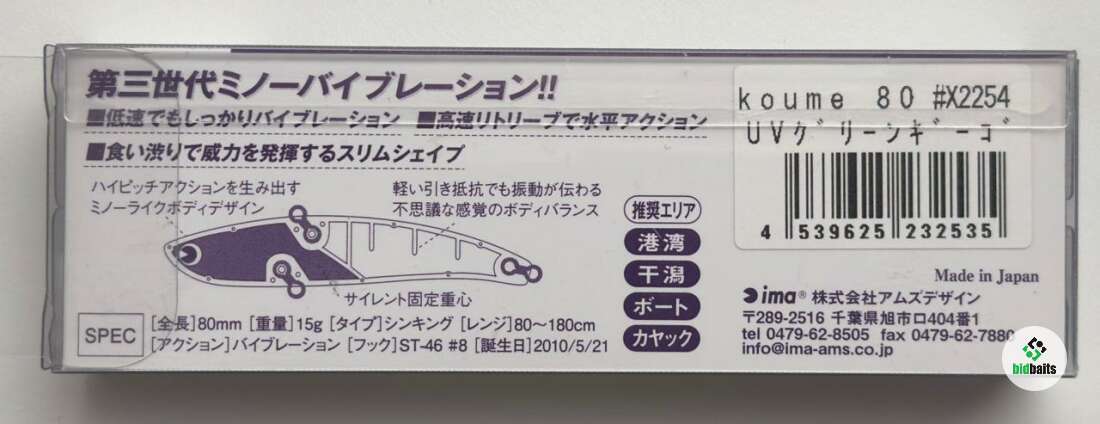 第三世代ミノーバイブレーション!!
■低速でもしっかりバイブレーション ■高速リトリーブで水平アクション
■食い渋りで威力を発揮するスリムシェイプ
ハイピッチアクションを生み出す
ミノーライクボディデザイン
軽い引き抵抗でも振動が伝わる
不思議な感覚のボディバランス
サイレント固定重心
SPEC
[全長]80mm [重量]15g [タイプ]シンキング [レンジ]80〜180cm
[アクション]バイブレーション [フック]ST-46 #8 [誕生日]2010/5/21
推奨エリア
港湾
干潟
ボート
カヤック
koume 80 #X2254
UVグリーンギーゴ
4 539625 232535
Made in Japan
ima® 株式会社アムズデザイン
〒289-2516 千葉県旭市ロ404番1
tel 0479-62-8505 fax 0479-62-7880
info@ima-ams.co.jp
bidbaits